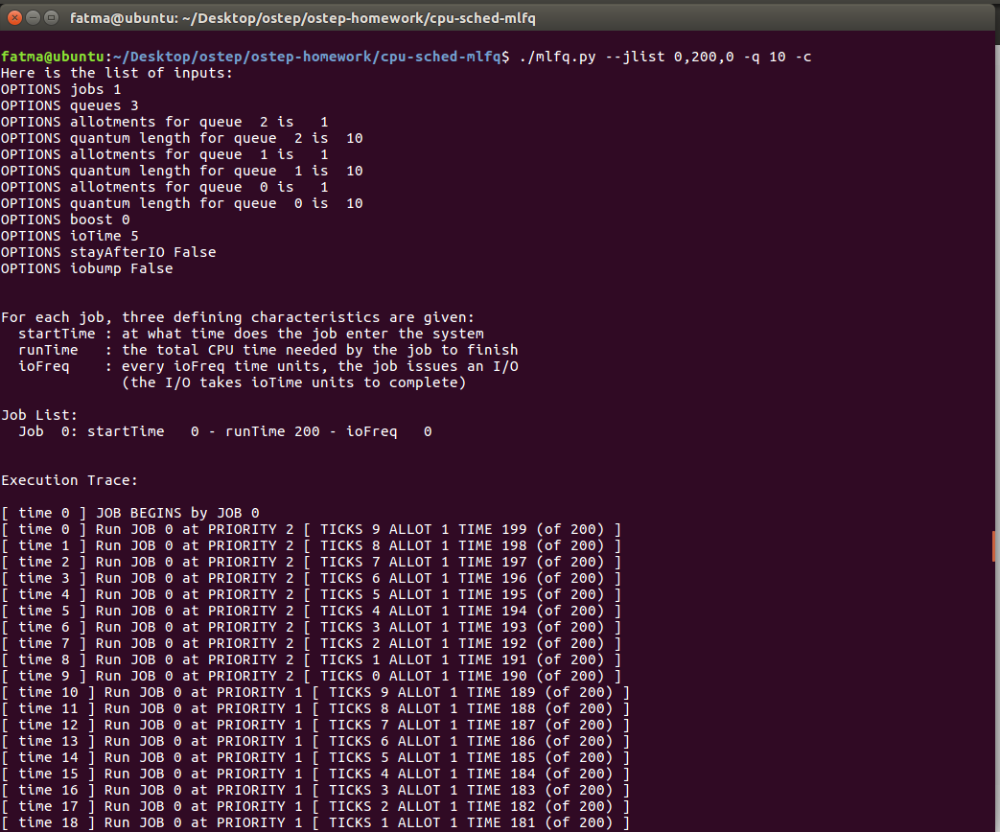 fatma@ubuntu: ~/Desktop/ostep/ostep-homework/cpu-sched-mlfq
fatma@ubuntu:~/Desktop/ostep/ostep-homework/cpu-sched-mlfq$ ./mlfq.py --jlist 0,200,0 -q 10 -c
Here is the list of inputs:
OPTIONS jobs 1
OPTIONS queues 3
OPTIONS allotments for queue  2 is   1
OPTIONS quantum length for queue  2 is  10
OPTIONS allotments for queue  1 is   1
OPTIONS quantum length for queue  1 is  10
OPTIONS allotments for queue  0 is   1
OPTIONS quantum length for queue  0 is  10
OPTIONS boost 0
OPTIONS ioTime 5
OPTIONS stayAfterIO False
OPTIONS iobump False
For each job, three defining characteristics are given:
  startTime : at what time does the job enter the system
  runTime   : the total CPU time needed by the job to finish
  ioFreq    : every ioFreq time units, the job issues an I/O
              (the I/O takes ioTime units to complete)
Job List:
  Job  0: startTime   0 - runTime 200 - ioFreq   0
Execution Trace:
[ time 0 ] JOB BEGINS by JOB 0
[ time 0 ] Run JOB 0 at PRIORITY 2 [ TICKS 9 ALLOT 1 TIME 199 (of 200) ]
[ time 1 ] Run JOB 0 at PRIORITY 2 [ TICKS 8 ALLOT 1 TIME 198 (of 200) ]
[ time 2 ] Run JOB 0 at PRIORITY 2 [ TICKS 7 ALLOT 1 TIME 197 (of 200) ]
[ time 3 ] Run JOB 0 at PRIORITY 2 [ TICKS 6 ALLOT 1 TIME 196 (of 200) ]
[ time 4 ] Run JOB 0 at PRIORITY 2 [ TICKS 5 ALLOT 1 TIME 195 (of 200) ]
[ time 5 ] Run JOB 0 at PRIORITY 2 [ TICKS 4 ALLOT 1 TIME 194 (of 200) ]
[ time 6 ] Run JOB 0 at PRIORITY 2 [ TICKS 3 ALLOT 1 TIME 193 (of 200) ]
[ time 7 ] Run JOB 0 at PRIORITY 2 [ TICKS 2 ALLOT 1 TIME 192 (of 200) ]
[ time 8 ] Run JOB 0 at PRIORITY 2 [ TICKS 1 ALLOT 1 TIME 191 (of 200) ]
[ time 9 ] Run JOB 0 at PRIORITY 2 [ TICKS 0 ALLOT 1 TIME 190 (of 200) ]
[ time 10 ] Run JOB 0 at PRIORITY 1 [ TICKS 9 ALLOT 1 TIME 189 (of 200) ]
[ time 11 ] Run JOB 0 at PRIORITY 1 [ TICKS 8 ALLOT 1 TIME 188 (of 200) ]
[ time 12 ] Run JOB 0 at PRIORITY 1 [ TICKS 7 ALLOT 1 TIME 187 (of 200) ]
[ time 13 ] Run JOB 0 at PRIORITY 1 [ TICKS 6 ALLOT 1 TIME 186 (of 200) ]
[ time 14 ] Run JOB 0 at PRIORITY 1 [ TICKS 5 ALLOT 1 TIME 185 (of 200) ]
[ time 15 ] Run JOB 0 at PRIORITY 1 [ TICKS 4 ALLOT 1 TIME 184 (of 200) ]
[ time 16 ] Run JOB 0 at PRIORITY 1 [ TICKS 3 ALLOT 1 TIME 183 (of 200) ]
[ time 17 ] Run JOB 0 at PRIORITY 1 [ TICKS 2 ALLOT 1 TIME 182 (of 200) ]
[ time 18 ] Run JOB 0 at PRIORITY 1 [ TICKS 1 ALLOT 1 TIME 181 (of 200) ]